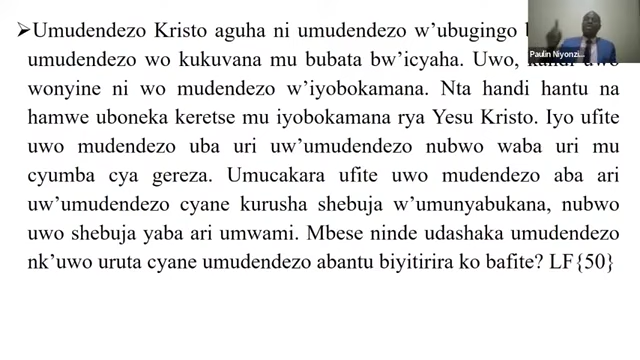 ➤Umudendezo Kristo aguha ni umudendezo w'ubugingo
umudendezo wo kukuvana mu bubata bw'icyaha. Uwo, kandi uwo
wonyine ni wo mudendezo w'iyobokamana. Nta handi hantu na
hamwe uboneka keretse mu iyobokamana rya Yesu Kristo. Iyo ufite
uwo mudendezo uba uri uw'umudendezo nubwo waba uri mu
cyumba cya gereza. Umucakara ufite uwo mudendezo aba ari
uw'umudendezo cyane kurusha shebuja w'umunyabukana, nubwo
uwo shebuja yaba ari umwami. Mbese ninde udashaka umudendezo
nk'uwo uruta cyane umudendezo abantu biyitirira ko bafite? LF{50}
Paulin Niyonzi...